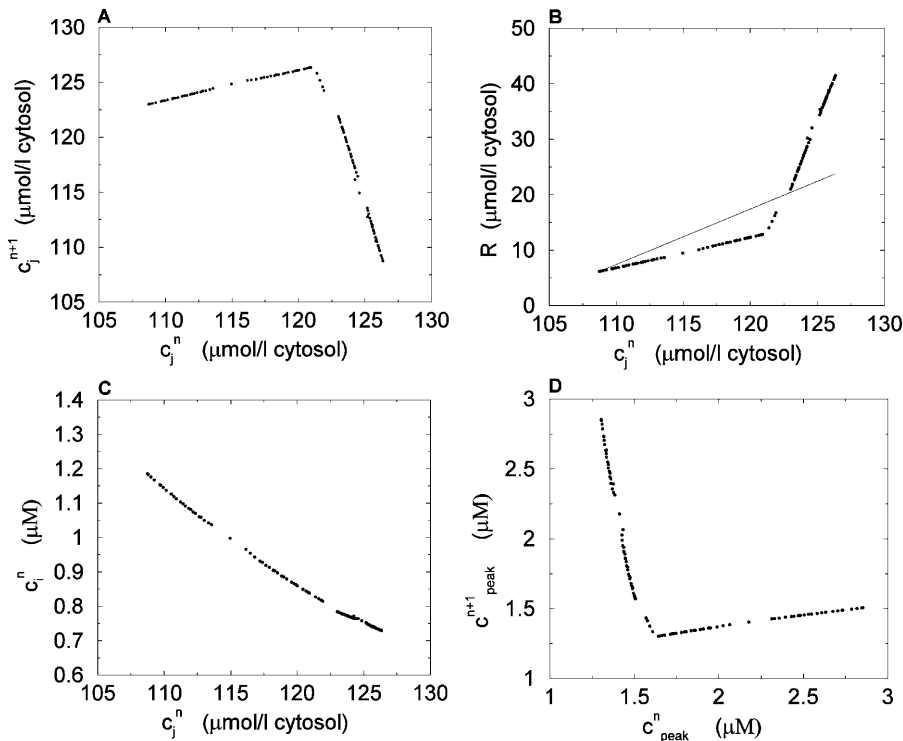 A
130
125
120
115
110
105
c_j^{n+1} (μmol/l cytosol)
105 110 115 120 125 130
c_j^n (μmol/l cytosol)
B
50
40
30
20
10
0
R (μmol/l cytosol)
105 110 115 120 125 130
c_j^n (μmol/l cytosol)
C
1.4
1.3
1.2
1.1
1
0.9
0.8
0.7
0.6
c_i^n (μM)
105 110 115 120 125 130
c_j^n (μmol/l cytosol)
D
3
2.5
2
1.5
1
c_peak^{n+1} (μM)
1 1.5 2 2.5 3
c_peak^n (μM)